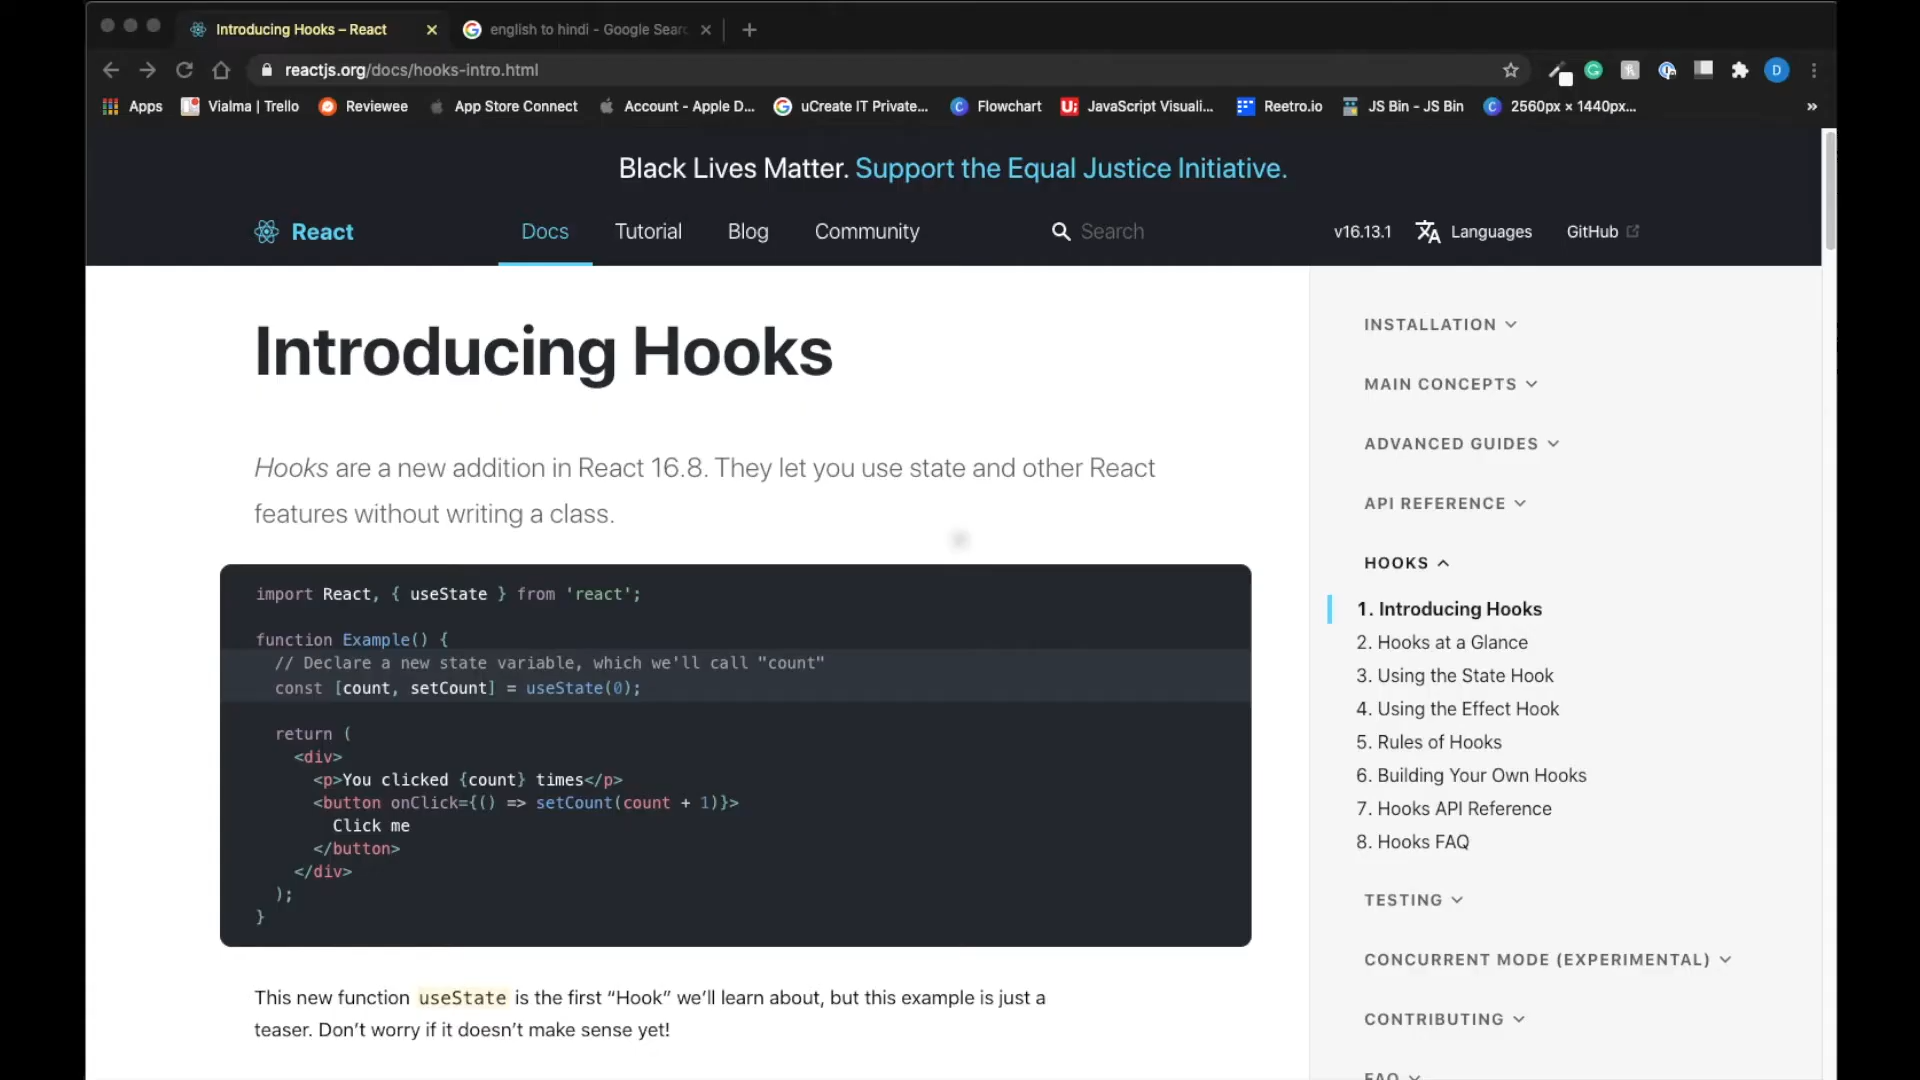 Introducing Hooks – React
english to hindi - Google Searc
reactjs.org/docs/hooks-intro.html
D
Apps
Vialma | Trello
Reviewee
App Store Connect
Account - Apple D...
uCreate IT Private...
Flowchart
JavaScript Visuali...
Reetro.io
JS Bin - JS Bin
2560px × 1440px...
»
Black Lives Matter. Support the Equal Justice Initiative.
React
Docs
Tutorial
Blog
Community
Search
v16.13.1
Languages
GitHub
Introducing Hooks
Hooks are a new addition in React 16.8. They let you use state and other React
features without writing a class.
import React, { useState } from 'react';
function Example() {
// Declare a new state variable, which we'll call "count"
const [count, setCount] = useState(0);
return (
<div>
<p>You clicked {count} times</p>
<button onClick={() => setCount(count + 1)}>
Click me
</button>
</div>
);
}
This new function useState is the first “Hook” we’ll learn about, but this example is just a
teaser. Don’t worry if it doesn’t make sense yet!
INSTALLATION
MAIN CONCEPTS
ADVANCED GUIDES
API REFERENCE
HOOKS
1. Introducing Hooks
2. Hooks at a Glance
3. Using the State Hook
4. Using the Effect Hook
5. Rules of Hooks
6. Building Your Own Hooks
7. Hooks API Reference
8. Hooks FAQ
TESTING
CONCURRENT MODE (EXPERIMENTAL)
CONTRIBUTING
FAQ